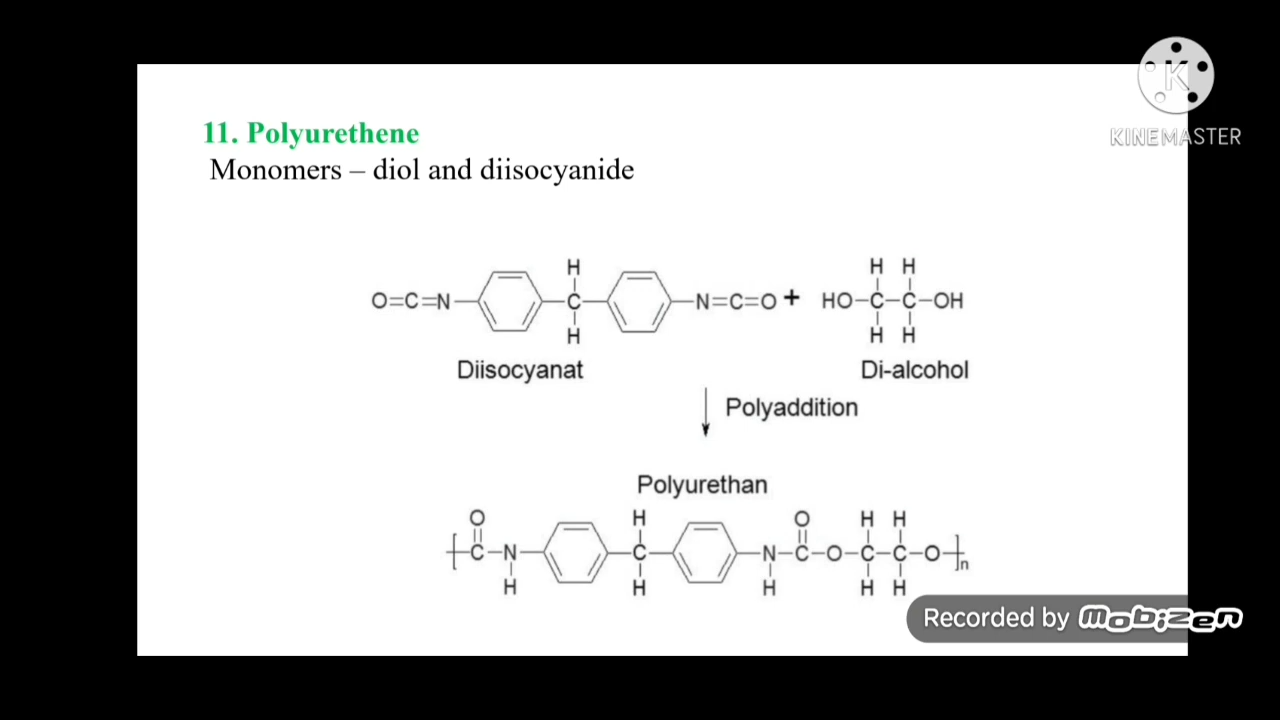 K
KINEMASTER
11. Polyurethene
Monomers – diol and diisocyanide
H
H H
O=C=N
C
N=C=O + HO-C-C-OH
H
H H
Diisocyanat
Di-alcohol
Polyaddition
Polyurethan
O
H
O
H H
C-N
C
N-C-O-C-C-O
n
H
H
H
H H
Recorded by Mobizen